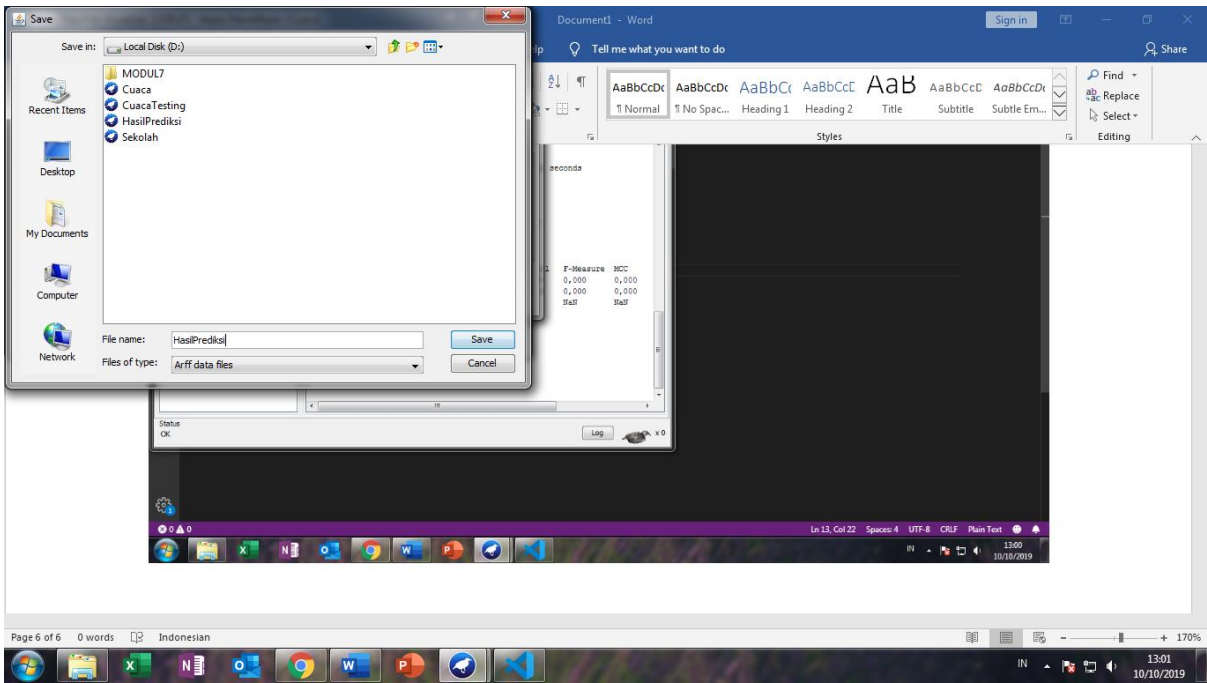 Save
Save in:
Local Disk (D:)
Recent Items
Desktop
My Documents
Computer
Network
MODUL7
Cuaca
CuacaTesting
HasilPrediksi
Sekolah
File name:
HasilPrediksi
Save
Files of type:
Arff data files
Cancel
Document1 - Word
Sign in
Tell me what you want to do
Share
AaBbCcDc
¶ Normal
AaBbCcDc
¶ No Spac...
AaBbCc
Heading 1
AaBbCcC
Heading 2
AaB
Title
AaBbCcC
Subtitle
AaBbCcDc
Subtle Em...
Styles
Find
Replace
Select
Editing
seconds
F-Measure MCC
0,000 0,000
0,000 0,000
NaN NaN
Status
OK
Log
x 0
0 0
Ln 13, Col 22 Spaces: 4 UTF-8 CRLF Plain Text
IN
13:00
10/10/2019
Page 6 of 6 0 words Indonesian
170%
IN
13:01
10/10/2019